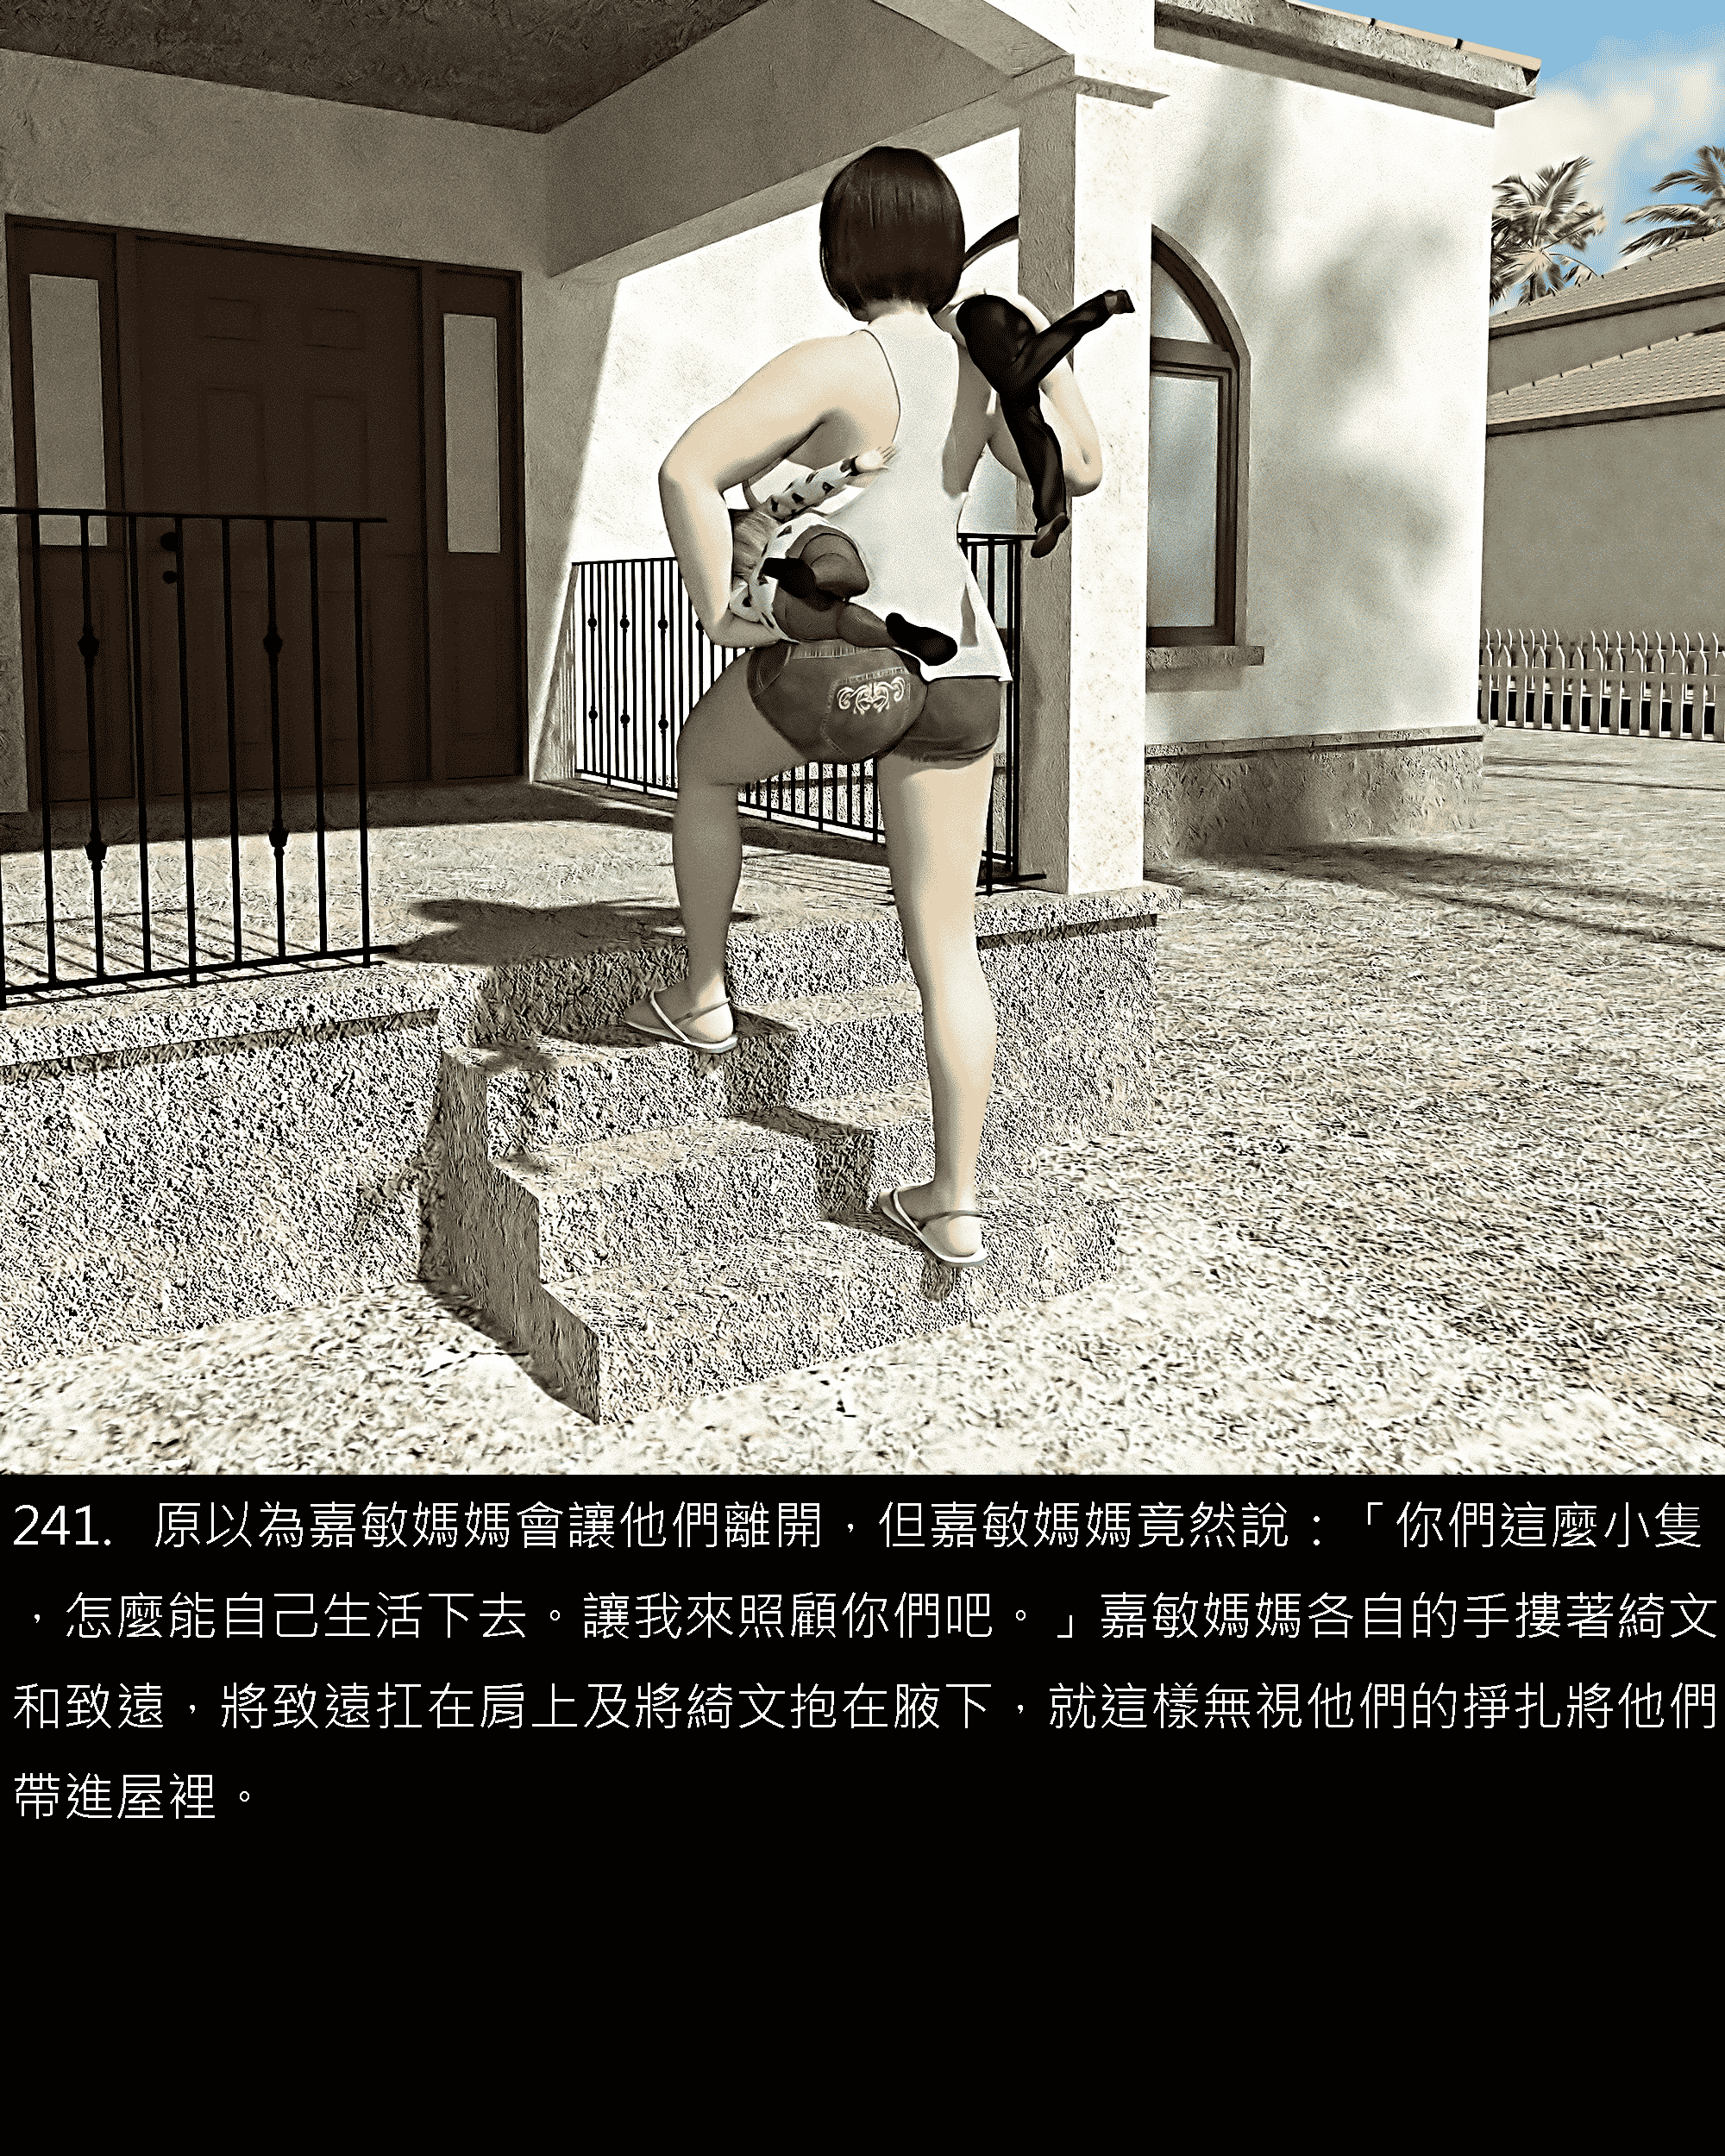 241. 原以為嘉敏媽媽會讓他們離開，但嘉敏媽媽竟然說：「你們這麼小隻
，怎麼能自己生活下去。讓我來照顧你們吧。」嘉敏媽媽各自的手摟著綺文
和致遠，將致遠扛在肩上及將綺文抱在腋下，就這樣無視他們的掙扎將他們
帶進屋裡。